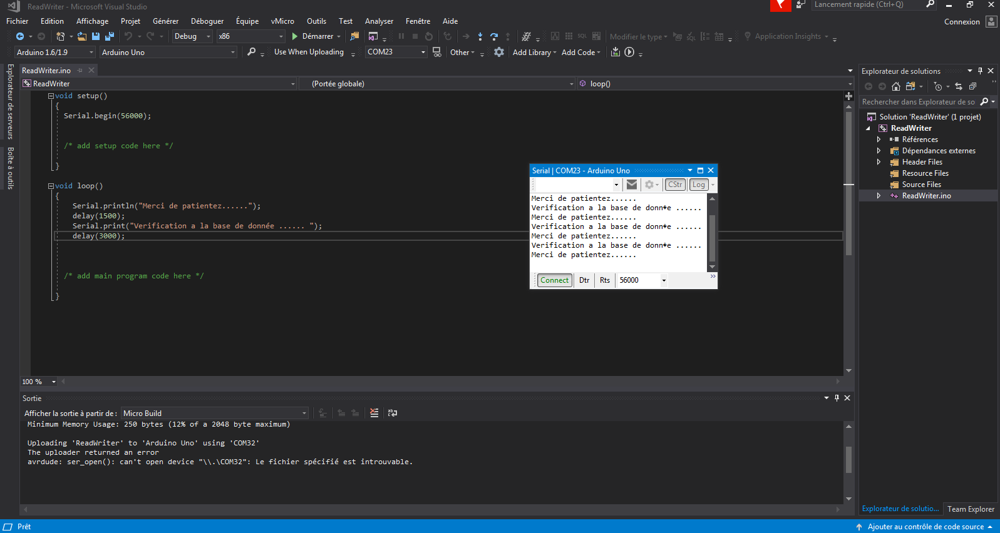 ReadWriter - Microsoft Visual Studio
Lancement rapide (Ctrl+Q)
Fichier Edition Affichage Projet Générer Déboguer Équipe vMicro Outils Test Analyser Fenêtre Aide
Connexion
Debug x86 Démarrer Modifier le type Application Insights
Arduino 1.6/1.9 Arduino Uno Use When Uploading COM23 Other Add Library Add Code
Explorateur de serveurs
Boîte à outils
ReadWriter.ino
ReadWriter (Portée globale) loop()
void setup()
{
Serial.begin(56000);
/* add setup code here */
}
void loop()
{
Serial.println("Merci de patientez......");
delay(1500);
Serial.print("Verification a la base de donnée ...... ");
delay(3000);
/* add main program code here */
}
100 %
Serial | COM23 - Arduino Uno
CStr Log
Merci de patientez......
Verification a la base de donn�e ......
Merci de patientez......
Verification a la base de donn�e ......
Merci de patientez......
Verification a la base de donn�e ......
Merci de patientez......
Connect Dtr Rts 56000
Explorateur de solutions
Rechercher dans Explorateur de so
Solution 'ReadWriter' (1 projet)
ReadWriter
Références
Dépendances externes
Header Files
Resource Files
Source Files
ReadWriter.ino
Explorateur de solutio... Team Explorer
Sortie
Afficher la sortie à partir de : Micro Build
Minimum Memory Usage: 250 bytes (12% of a 2048 byte maximum)
Uploading 'ReadWriter' to 'Arduino Uno' using 'COM32'
The uploader returned an error
avrdude: ser_open(): can't open device "\\.\COM32": Le fichier spécifié est introuvable.
Prêt
Ajouter au contrôle de code source